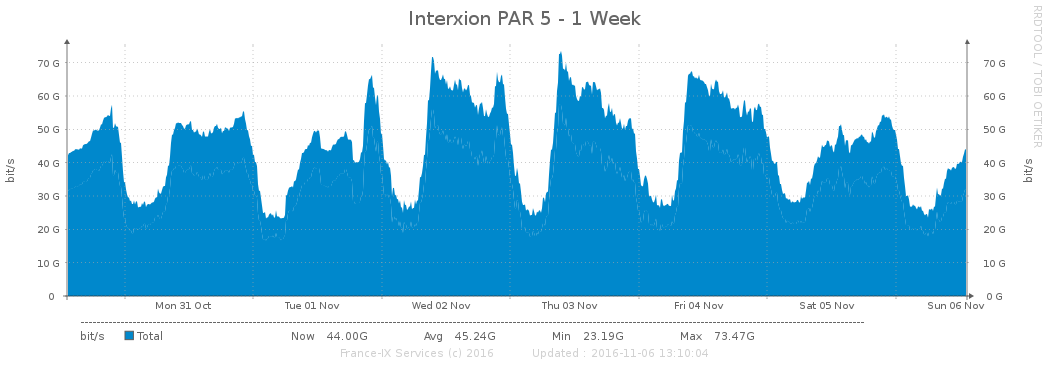 Interxion PAR 5 - 1 Week
RRDTOOL / TOBI OETIKER
bit/s
70 G 70 G
60 G 60 G
50 G 50 G
40 G 40 G
30 G 30 G
20 G 20 G
10 G 10 G
0 0 G
bit/s
Mon 31 Oct Tue 01 Nov Wed 02 Nov Thu 03 Nov Fri 04 Nov Sat 05 Nov Sun 06 Nov
bit/s Total Now 44.00G Avg 45.24G Min 23.19G Max 73.47G
France-IX Services (c) 2016 Updated : 2016-11-06 13:10:04